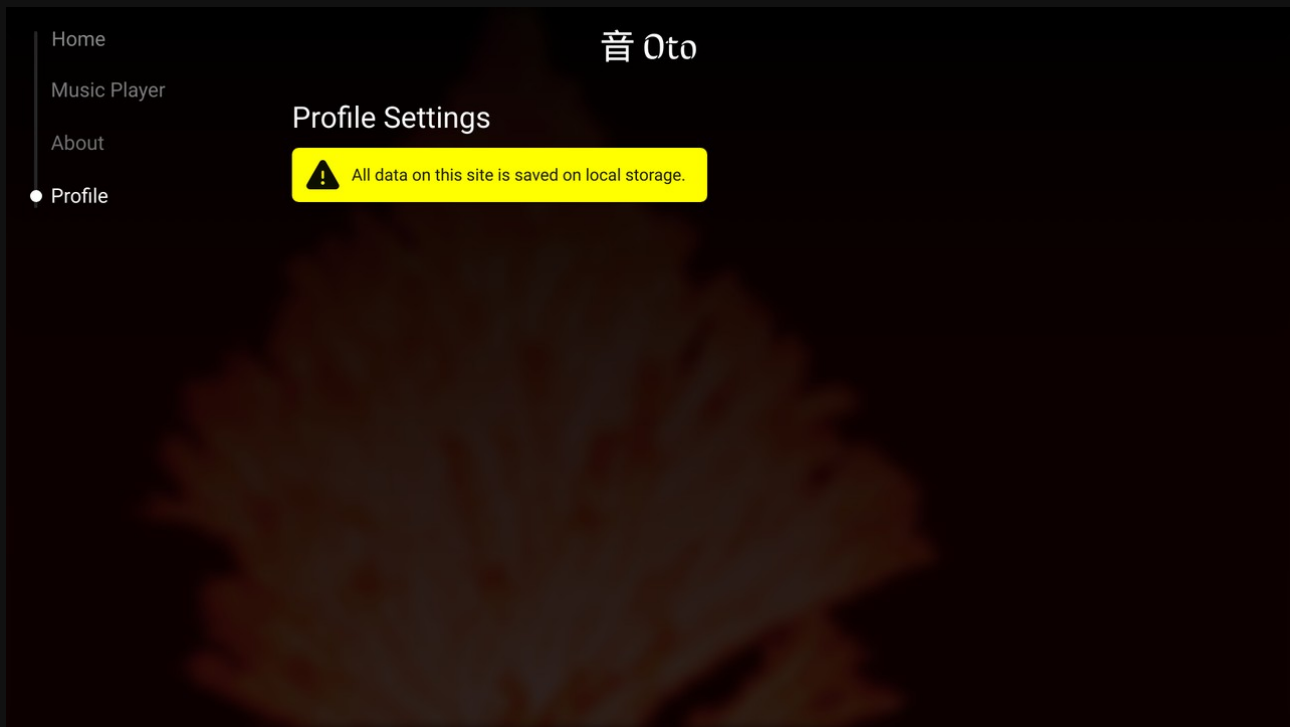 Home
音 Oto
Music Player
Profile Settings
About
All data on this site is saved on local storage.
Profile